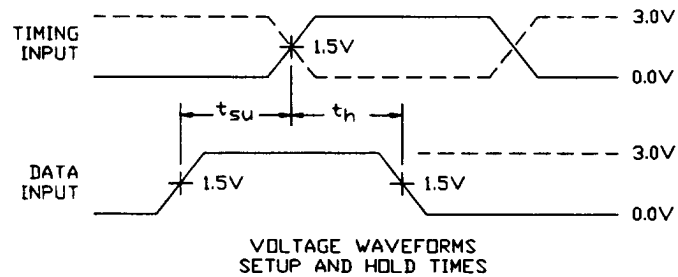 TIMING
INPUT
1.5V
3.0V
0.0V
tsu
th
DATA
INPUT
1.5V
1.5V
3.0V
0.0V
VOLTAGE WAVEFORMS
SETUP AND HOLD TIMES